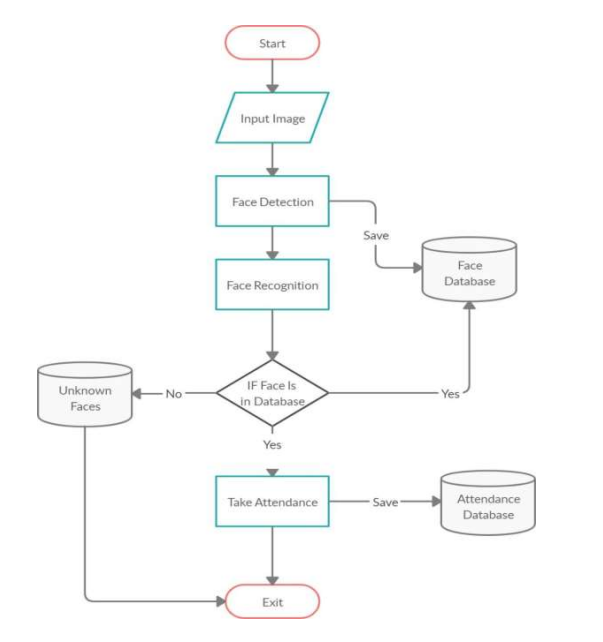 Start
Input Image
Face Detection
Save
Face
Database
Face Recognition
IF Face Is
in Database
No
Unknown
Faces
Yes
Yes
Take Attendance
Save
Attendance
Database
Exit